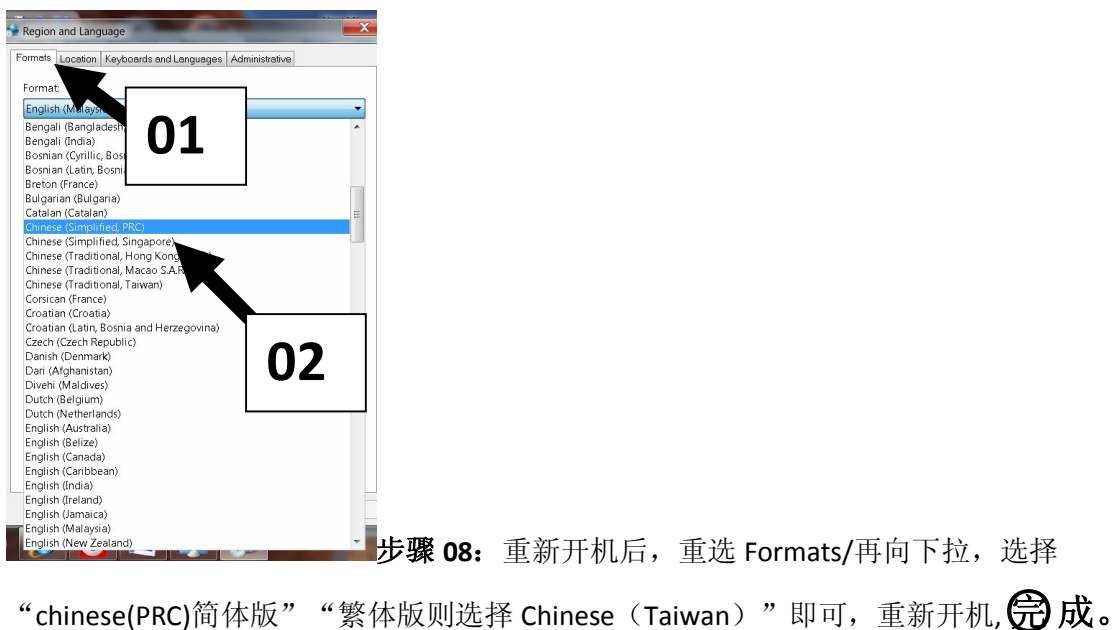 Region and Language
Formats Location Keyboards and Languages Administrative
Format:
English (Malaysi
01
Bengali (Bangladesh
Bengali (India)
Bosnian (Cyrillic, Bos
Bosnian (Latin, Bosni
Breton (France)
Bulgarian (Bulgaria)
Catalan (Catalan)
Chinese (Simplified, PRC)
Chinese (Simplified, Singapore)
Chinese (Traditional, Hong Kong
Chinese (Traditional, Macao S.A.R
Chinese (Traditional, Taiwan)
Corsican (France)
Croatian (Croatia)
Croatian (Latin, Bosnia and Herzegovina)
02
Czech (Czech Republic)
Danish (Denmark)
Dari (Afghanistan)
Divehi (Maldives)
Dutch (Belgium)
Dutch (Netherlands)
English (Australia)
English (Belize)
English (Canada)
English (Caribbean)
English (India)
English (Ireland)
English (Jamaica)
English (Malaysia)
English (New Zealand)
步骤 08：重新开机后，重选 Formats/再向下拉，选择
“chinese(PRC)简体版”“繁体版则选择 Chinese（Taiwan）”即可，重新开机,完成。